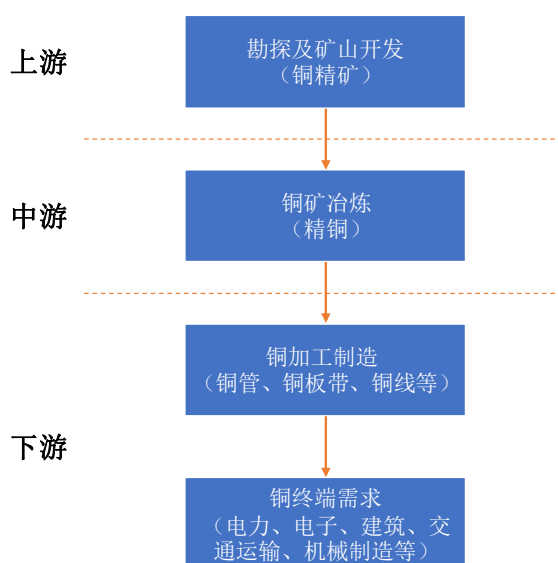 上游
勘探及矿山开发
（铜精矿）
中游
铜矿冶炼
（精铜）
铜加工制造
（铜管、铜板带、铜线等）
下游
铜终端需求
（电力、电子、建筑、交
通运输、机械制造等）